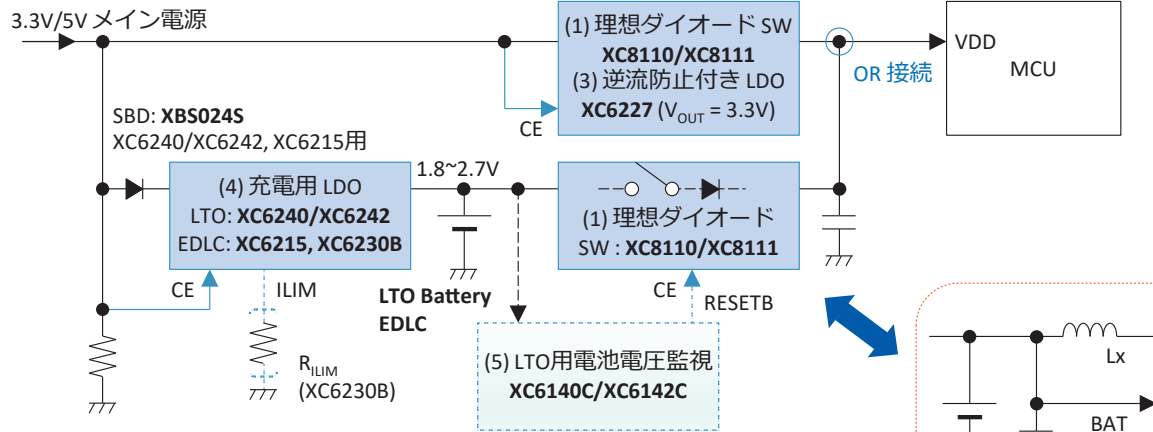 3.3V/5V メイン電源
(1) 理想ダイオード SW
XC8110/XC8111
(3) 逆流防止付き LDO
XC6227 (VOUT = 3.3V)
CE
OR 接続
VDD
MCU
SBD: XBS024S
XC6240/XC6242, XC6215用
(4) 充電用 LDO
LTO: XC6240/XC6242
EDLC: XC6215, XC6230B
1.8~2.7V
(1) 理想ダイオード
SW : XC8110/XC8111
CE
ILIM
LTO Battery
EDLC
CE
RESETB
RILIM
(XC6230B)
(5) LTO用電池電圧監視
XC6140C/XC6142C
Lx
BAT